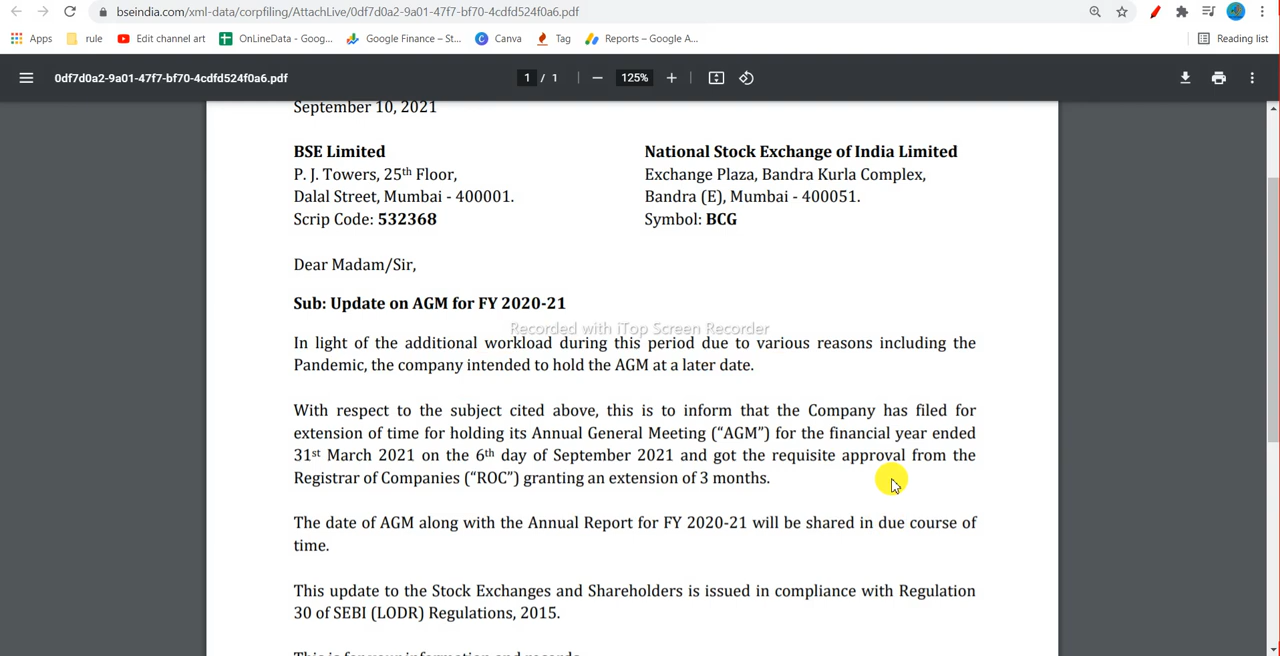 bseindia.com/xml-data/corpfiling/AttachLive/0df7d0a2-9a01-47f7-bf70-4cdfd524f0a6.pdf
Apps rule Edit channel art OnLineData - Goog... Google Finance – St... Canva Tag Reports – Google A... Reading list
0df7d0a2-9a01-47f7-bf70-4cdfd524f0a6.pdf 1 / 1 125%
September 10, 2021
BSE Limited National Stock Exchange of India Limited
P. J. Towers, 25th Floor, Exchange Plaza, Bandra Kurla Complex,
Dalal Street, Mumbai - 400001. Bandra (E), Mumbai - 400051.
Scrip Code: 532368 Symbol: BCG
Dear Madam/Sir,
Sub: Update on AGM for FY 2020-21
Recorded with iTop Screen Recorder
In light of the additional workload during this period due to various reasons including the
Pandemic, the company intended to hold the AGM at a later date.
With respect to the subject cited above, this is to inform that the Company has filed for
extension of time for holding its Annual General Meeting (“AGM”) for the financial year ended
31st March 2021 on the 6th day of September 2021 and got the requisite approval from the
Registrar of Companies (“ROC”) granting an extension of 3 months.
The date of AGM along with the Annual Report for FY 2020-21 will be shared in due course of
time.
This update to the Stock Exchanges and Shareholders is issued in compliance with Regulation
30 of SEBI (LODR) Regulations, 2015.
This is for your information and records.